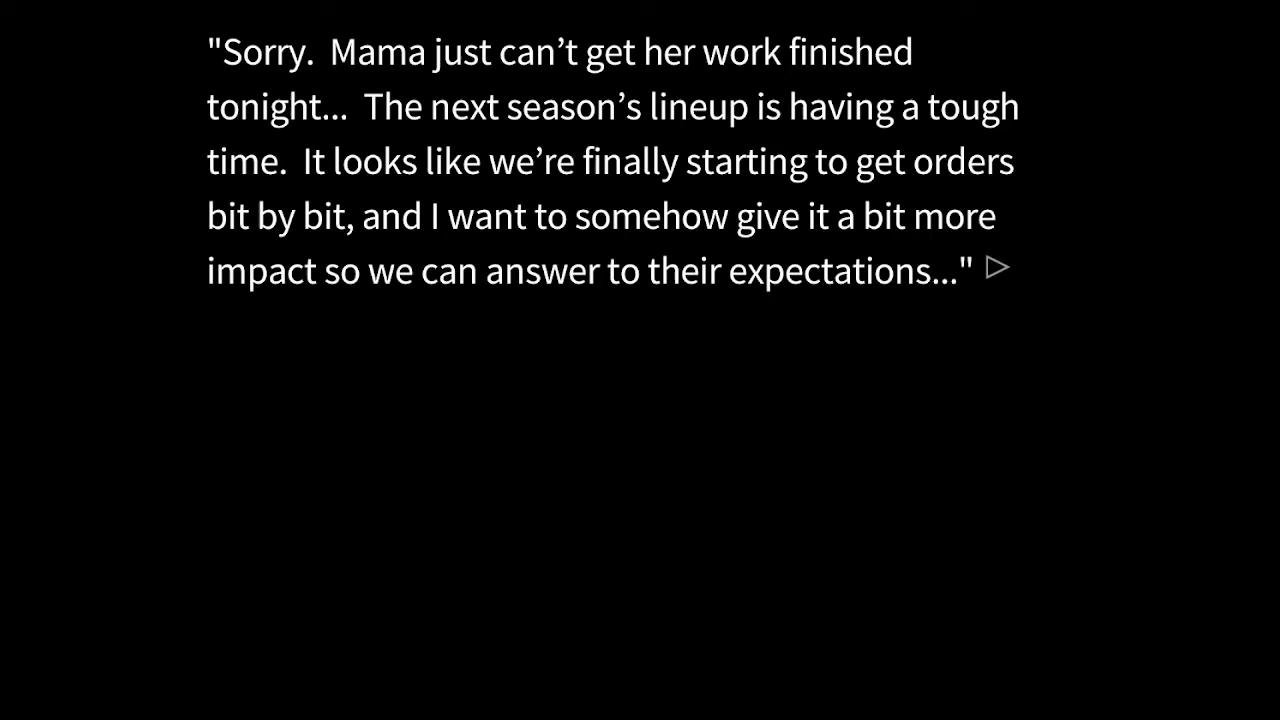 "Sorry.  Mama just can’t get her work finished
tonight...  The next season’s lineup is having a tough
time.  It looks like we’re finally starting to get orders
bit by bit, and I want to somehow give it a bit more
impact so we can answer to their expectations..."